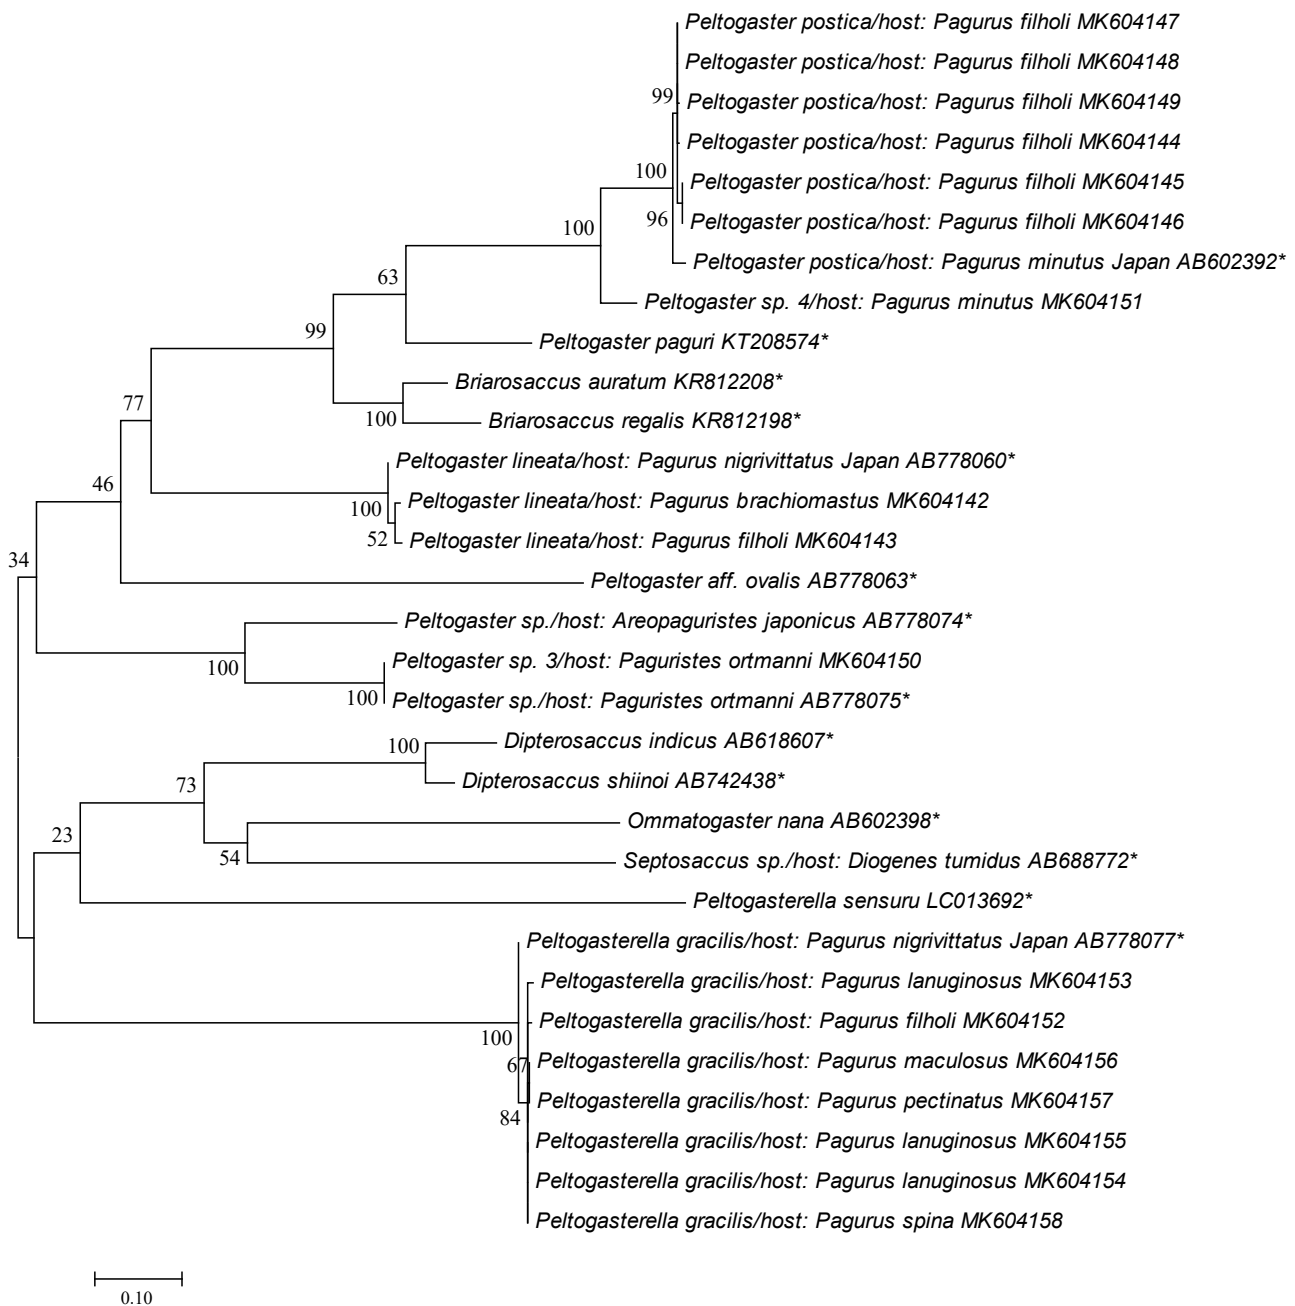 Peltogaster postica/host: Pagurus filholi MK604147
Peltogaster postica/host: Pagurus filholi MK604148
99
Peltogaster postica/host: Pagurus filholi MK604149
Peltogaster postica/host: Pagurus filholi MK604144
100
Peltogaster postica/host: Pagurus filholi MK604145
96
Peltogaster postica/host: Pagurus filholi MK604146
100
Peltogaster postica/host: Pagurus minutus Japan AB602392*
63
Peltogaster sp. 4/host: Pagurus minutus MK604151
99
Peltogaster paguri KT208574*
Briarosaccus auratum KR812208*
77
100
Briarosaccus regalis KR812198*
Peltogaster lineata/host: Pagurus nigrivittatus Japan AB778060*
46
100
Peltogaster lineata/host: Pagurus brachiomastus MK604142
52
Peltogaster lineata/host: Pagurus filholi MK604143
34
Peltogaster aff. ovalis AB778063*
Peltogaster sp./host: Areopaguristes japonicus AB778074*
100
Peltogaster sp. 3/host: Paguristes ortmanni MK604150
100
Peltogaster sp./host: Paguristes ortmanni AB778075*
100
Dipterosaccus indicus AB618607*
73
Dipterosaccus shiinoi AB742438*
Ommatogaster nana AB602398*
23
54
Septosaccus sp./host: Diogenes tumidus AB688772*
Peltogasterella sensuru LC013692*
Peltogasterella gracilis/host: Pagurus nigrivittatus Japan AB778077*
Peltogasterella gracilis/host: Pagurus lanuginosus MK604153
Peltogasterella gracilis/host: Pagurus filholi MK604152
100
67
Peltogasterella gracilis/host: Pagurus maculosus MK604156
Peltogasterella gracilis/host: Pagurus pectinatus MK604157
84
Peltogasterella gracilis/host: Pagurus lanuginosus MK604155
Peltogasterella gracilis/host: Pagurus lanuginosus MK604154
Peltogasterella gracilis/host: Pagurus spina MK604158
0.10